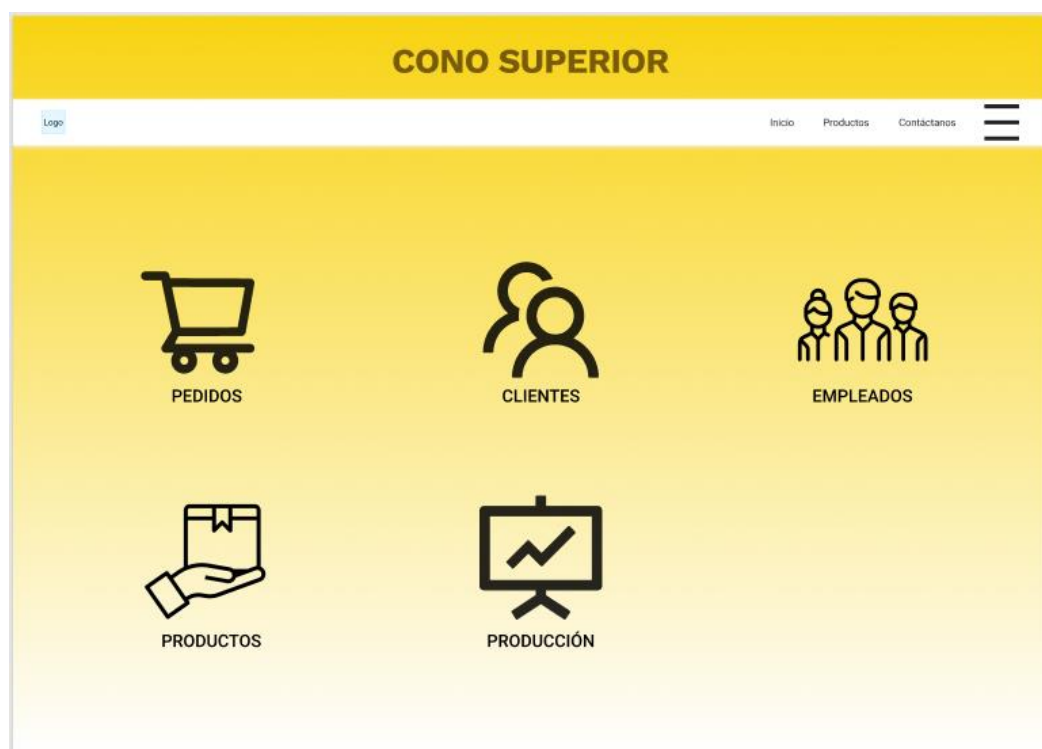 CONO SUPERIOR
Logo Inicio Productos Contáctanos
PEDIDOS CLIENTES EMPLEADOS
PRODUCTOS PRODUCCIÓN